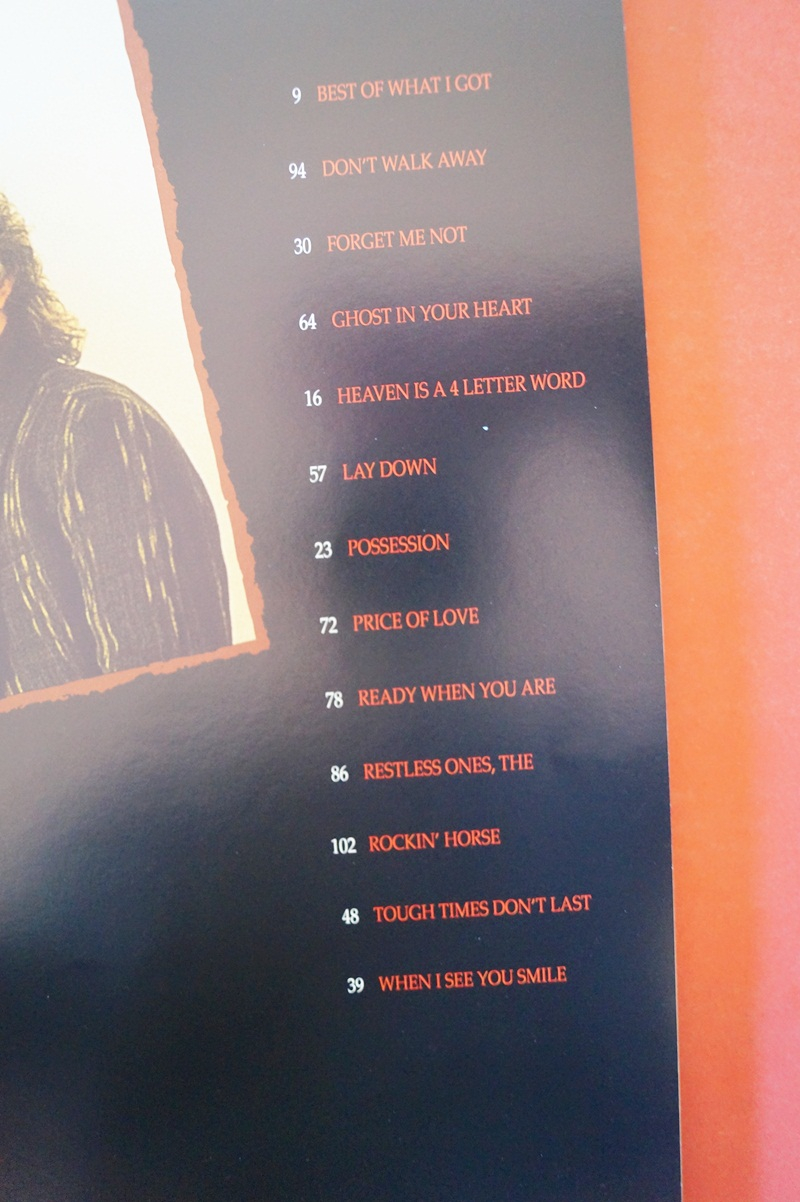 9 BEST OF WHAT I GOT
94 DON'T WALK AWAY
30 FORGET ME NOT
64 GHOST IN YOUR HEART
16 HEAVEN IS A 4 LETTER WORD
57 LAY DOWN
23 POSSESSION
72 PRICE OF LOVE
78 READY WHEN YOU ARE
86 RESTLESS ONES, THE
102 ROCKIN' HORSE
48 TOUGH TIMES DON'T LAST
39 WHEN I SEE YOU SMILE